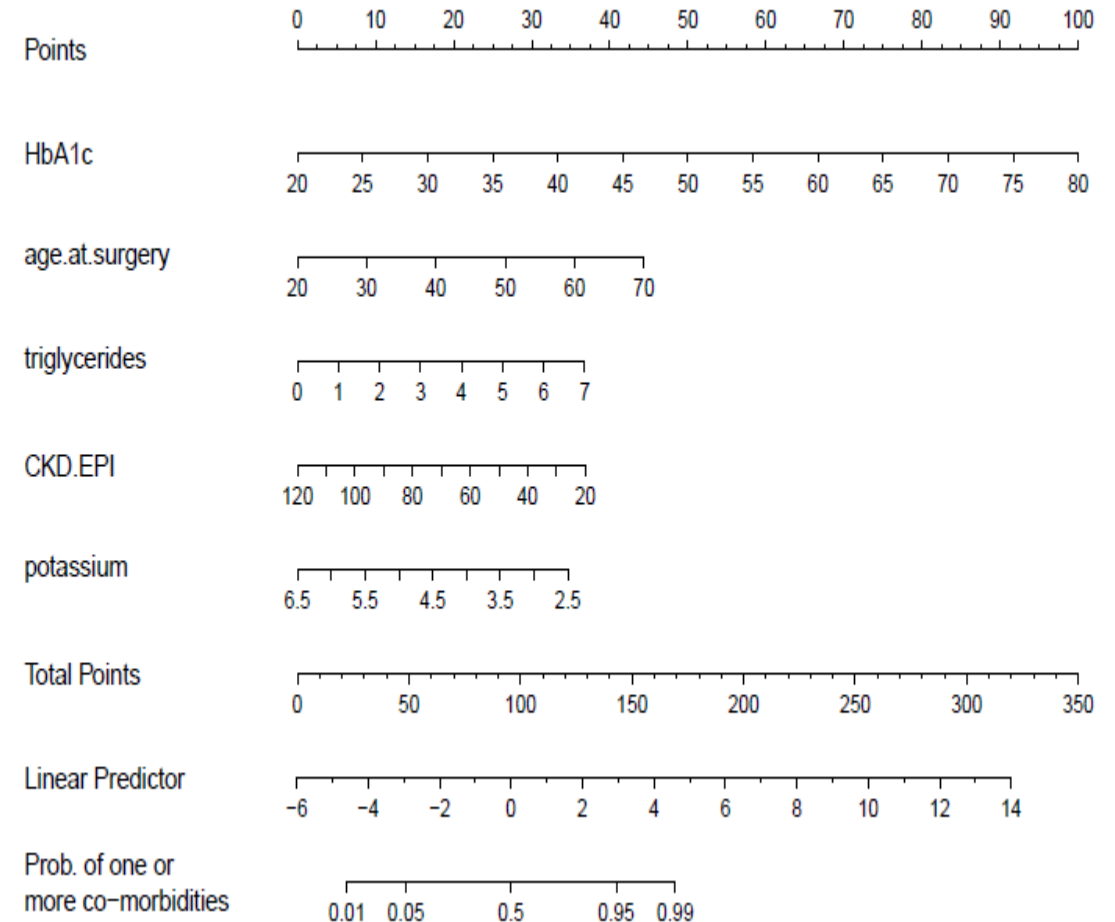 0 10 20 30 40 50 60 70 80 90 100
Points
HbA1c
20 25 30 35 40 45 50 55 60 65 70 75 80
age.at.surgery
20 30 40 50 60 70
triglycerides
0 1 2 3 4 5 6 7
CKD.EPI
120 100 80 60 40 20
potassium
6.5 5.5 4.5 3.5 2.5
Total Points
0 50 100 150 200 250 300 350
Linear Predictor
−6 −4 −2 0 2 4 6 8 10 12 14
Prob. of one or
more co−morbidities
0.01 0.05 0.5 0.95 0.99